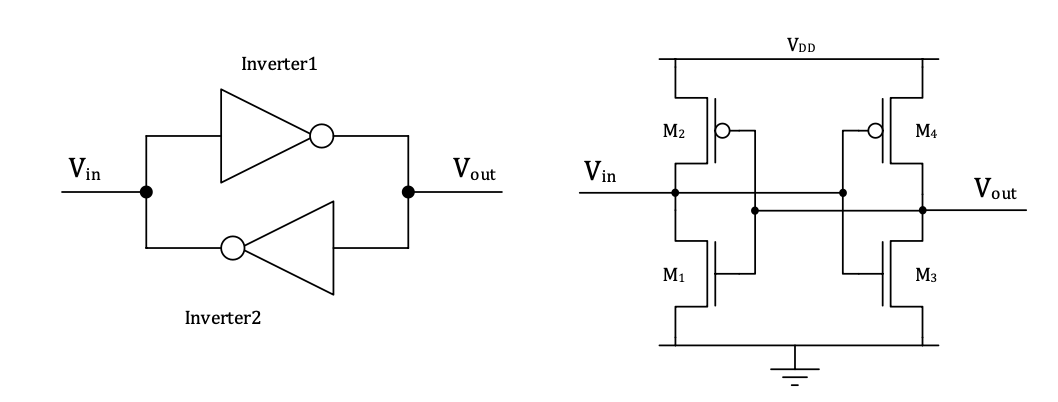 Inverter1
Vin
Vout
Inverter2
VDD
M2
M4
Vin
Vout
M1
M3